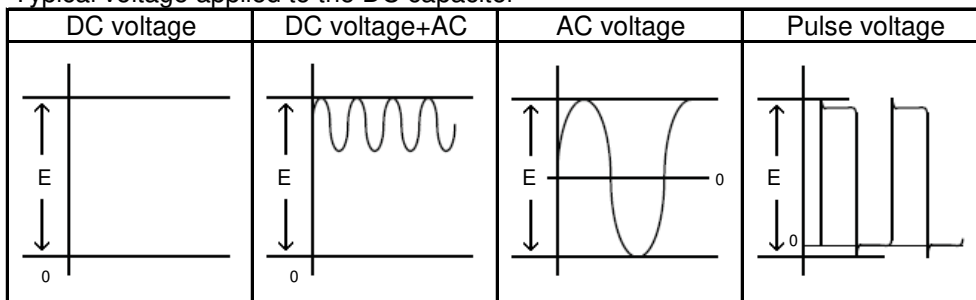 Typical voltage applied to the DC capacitor
DC voltage DC voltage+AC AC voltage Pulse voltage
E E E 0 E
0
0 0